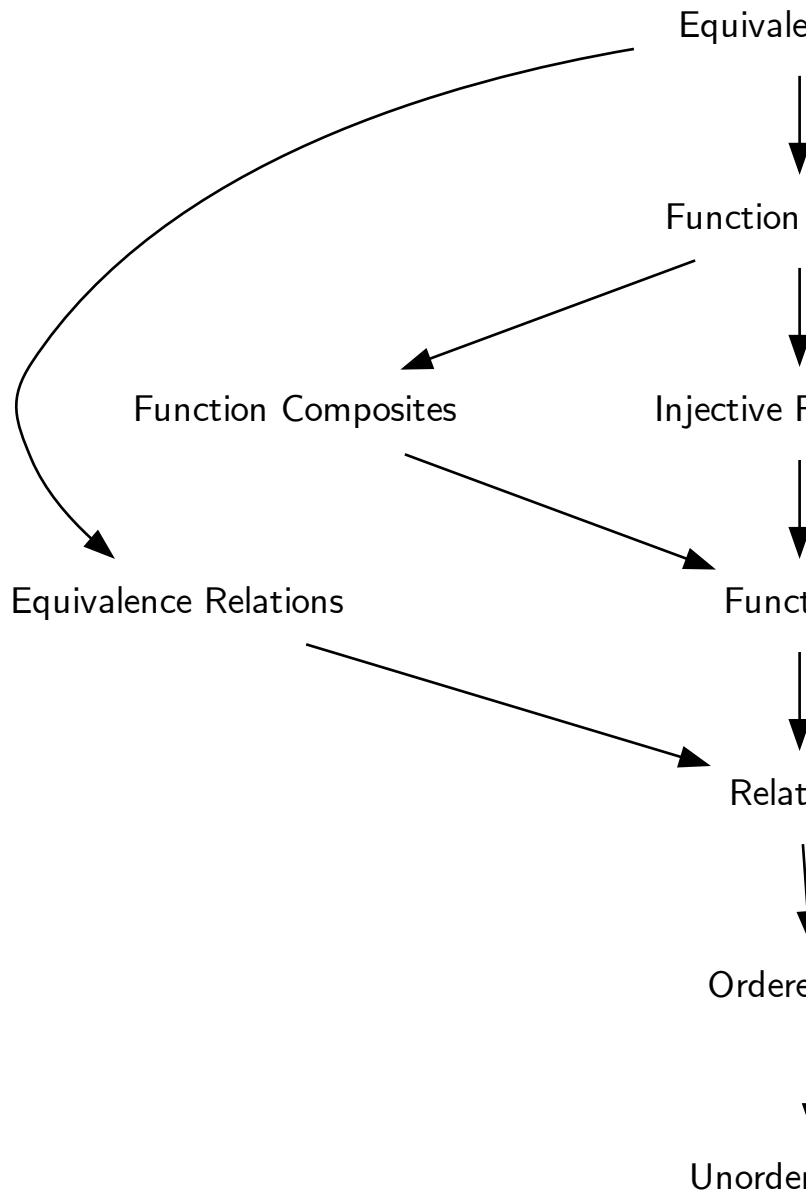 Equivale
Function
Function Composites
Injective F
Equivalence Relations
Funct
Relat
Ordere
Unorder